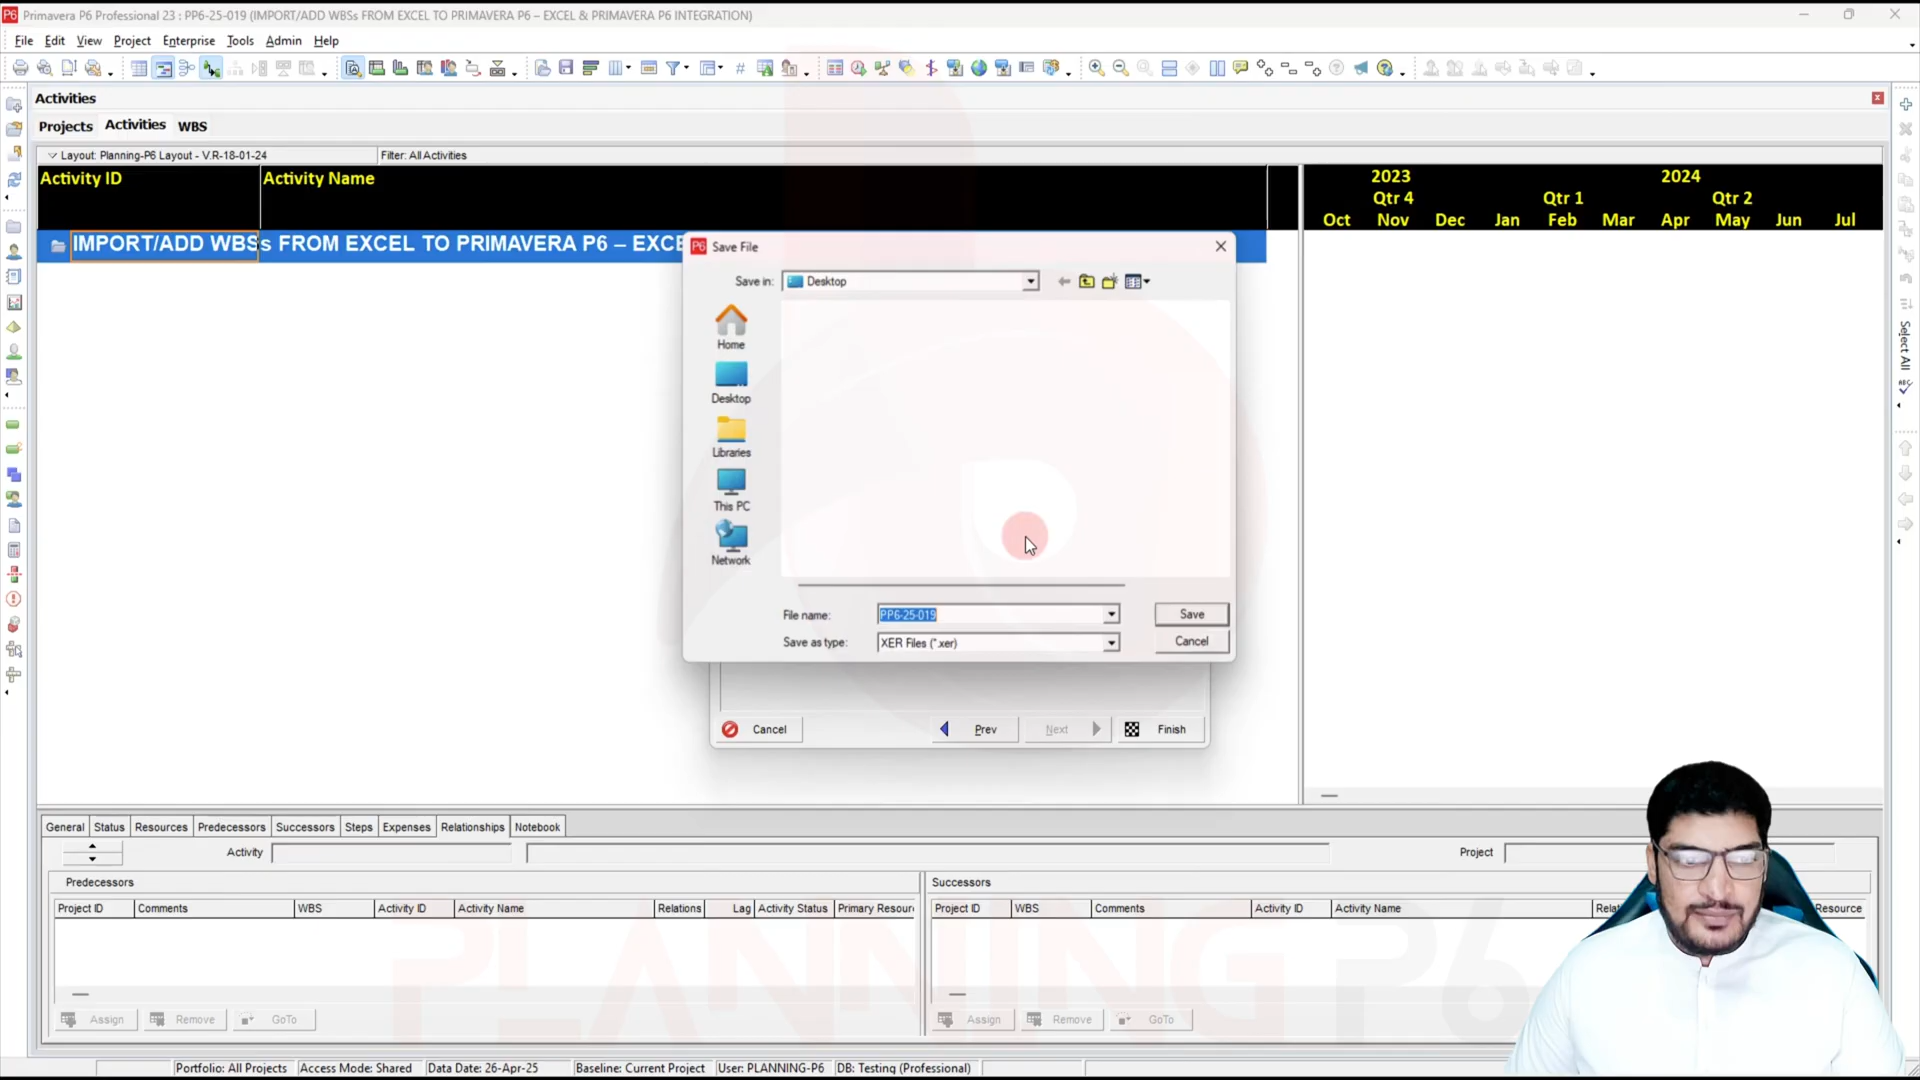 Primavera P6 Professional 23 : PP6-25-019 (IMPORT/ADD WBSs FROM EXCEL TO PRIMAVERA P6 – EXCEL & PRIMAVERA P6 INTEGRATION)
File Edit View Project Enterprise Tools Admin Help
Activities
Projects Activities WBS
Layout: Planning-P6 Layout - V.R-18-01-24 Filter: All Activities
Activity ID Activity Name
2023 2024
Qtr 4 Qtr 1 Qtr 2
Oct Nov Dec Jan Feb Mar Apr May Jun Jul
IMPORT/ADD WBSs FROM EXCEL TO PRIMAVERA P6 – EXCE
Save File
Save in: Desktop
Home
Desktop
Libraries
This PC
Network
File name: PP6-25-019 Save
Save as type: XER Files (*.xer) Cancel
Cancel Prev Next Finish
Select All
General Status Resources Predecessors Successors Steps Expenses Relationships Notebook
Activity Project
Predecessors Successors
Project ID Comments WBS Activity ID Activity Name Relations Lag Activity Status Primary Resour
Project ID WBS Comments Activity ID Activity Name Relat Resource
PLANNING P6
Assign Remove GoTo Assign Remove GoTo
Portfolio: All Projects Access Mode: Shared Data Date: 26-Apr-25 Baseline: Current Project User: PLANNING-P6 DB: Testing (Professional)